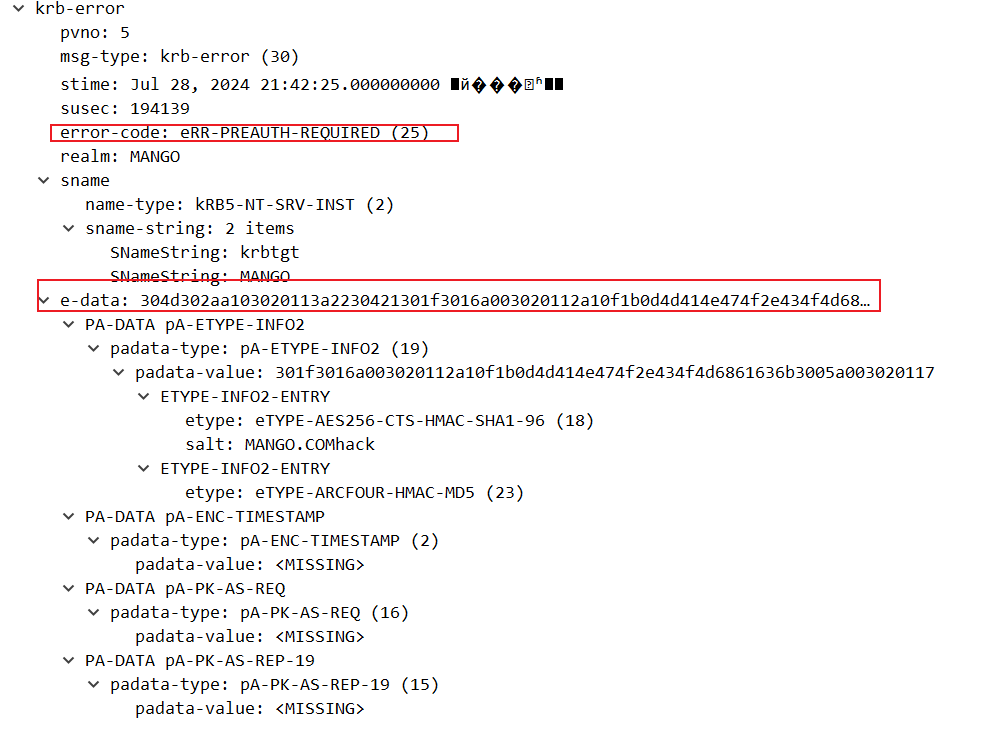 krb-error
pvno: 5
msg-type: krb-error (30)
stime: Jul 28, 2024 21:42:25.000000000
susec: 194139
error-code: eRR-PREAUTH-REQUIRED (25)
realm: MANGO
sname
name-type: kRB5-NT-SRV-INST (2)
sname-string: 2 items
SNameString: krbtgt
SNameString: MANGO
e-data: 304d302aa103020113a2230421301f3016a003020112a10f1b0d4d414e474f2e434f4d68…
PA-DATA pA-ETYPE-INFO2
padata-type: pA-ETYPE-INFO2 (19)
padata-value: 301f3016a003020112a10f1b0d4d414e474f2e434f4d6861636b3005a003020117
ETYPE-INFO2-ENTRY
etype: eTYPE-AES256-CTS-HMAC-SHA1-96 (18)
salt: MANGO.COMhack
ETYPE-INFO2-ENTRY
etype: eTYPE-ARCFOUR-HMAC-MD5 (23)
PA-DATA pA-ENC-TIMESTAMP
padata-type: pA-ENC-TIMESTAMP (2)
padata-value: <MISSING>
PA-DATA pA-PK-AS-REQ
padata-type: pA-PK-AS-REQ (16)
padata-value: <MISSING>
PA-DATA pA-PK-AS-REP-19
padata-type: pA-PK-AS-REP-19 (15)
padata-value: <MISSING>